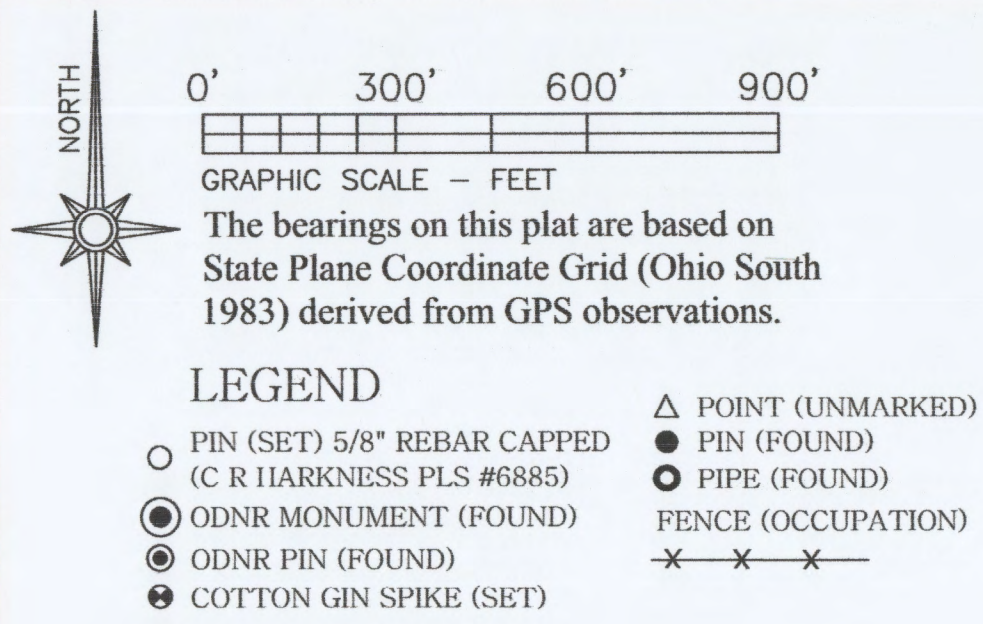 NORTH
0' 300' 600' 900'
GRAPHIC SCALE – FEET
The bearings on this plat are based on
State Plane Coordinate Grid (Ohio South
1983) derived from GPS observations.
LEGEND
PIN (SET) 5/8" REBAR CAPPED
(C R HARKNESS PLS #6885)
ODNR MONUMENT (FOUND)
ODNR PIN (FOUND)
COTTON GIN SPIKE (SET)
POINT (UNMARKED)
PIN (FOUND)
PIPE (FOUND)
FENCE (OCCUPATION)
X X X